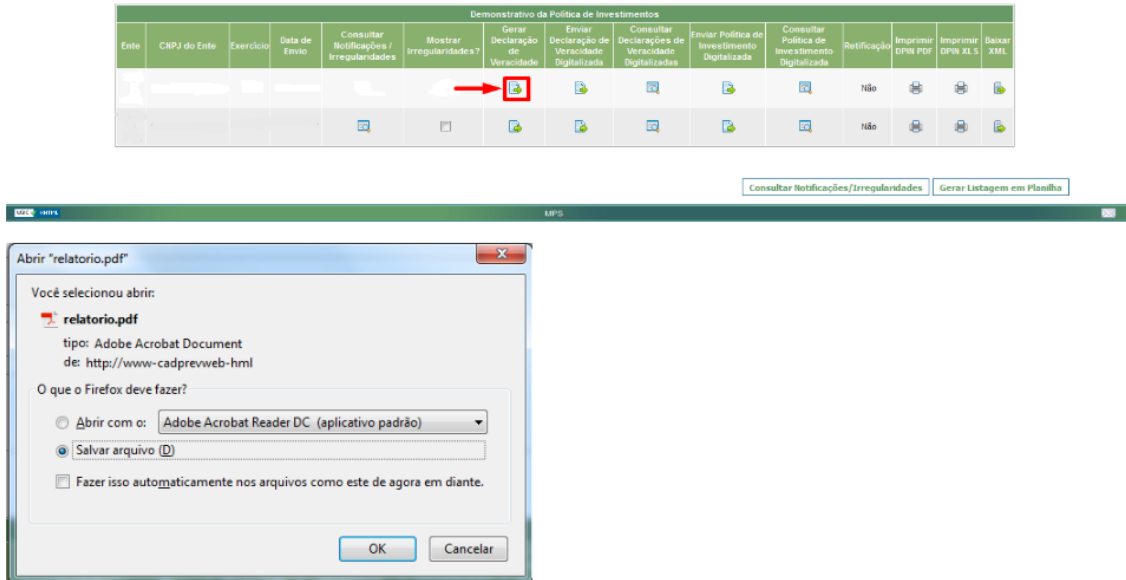 Demonstrativo da Política de Investimentos
Ente CNPJ do Ente Exercício Data de Envio Consultar Notificações / Irregularidades Mostrar Irregularidades? Gerar Declaração de Veracidade Enviar Declaração de Veracidade Digitalizada Consultar Declarações de Veracidade Digitalizadas Enviar Política de Investimento Digitalizada Consultar Política de Investimento Digitalizada Retificação Imprimir DPIN PDF Imprimir DPIN XLS Baixar XML
Não
Não
Consultar Notificações/Irregularidades Gerar Listagem em Planilha
MPS
Abrir "relatorio.pdf"
Você selecionou abrir:
relatorio.pdf
tipo: Adobe Acrobat Document
de: http://www-cadprevweb-hml
O que o Firefox deve fazer?
Abrir com o: Adobe Acrobat Reader DC (aplicativo padrão)
Salvar arquivo (D)
Fazer isso automaticamente nos arquivos como este de agora em diante.
OK Cancelar